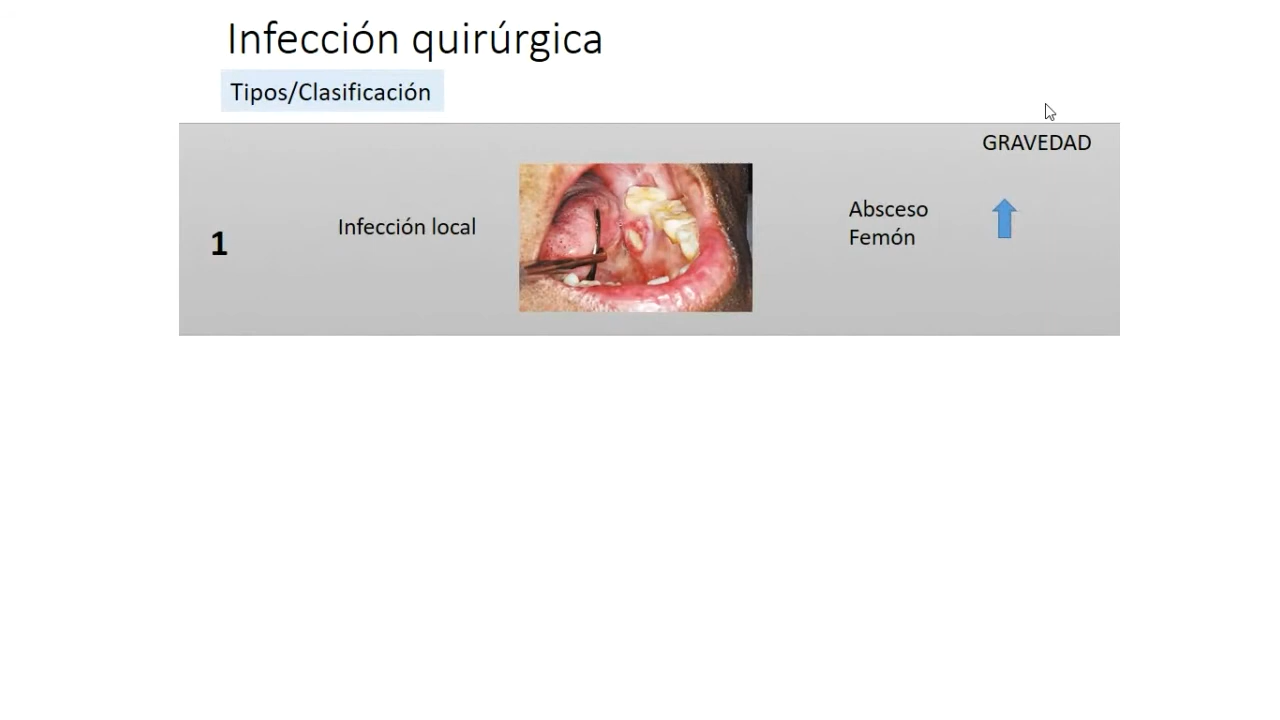 Infección quirúrgica
Tipos/Clasificación
GRAVEDAD
1
Infección local
Absceso
Femón